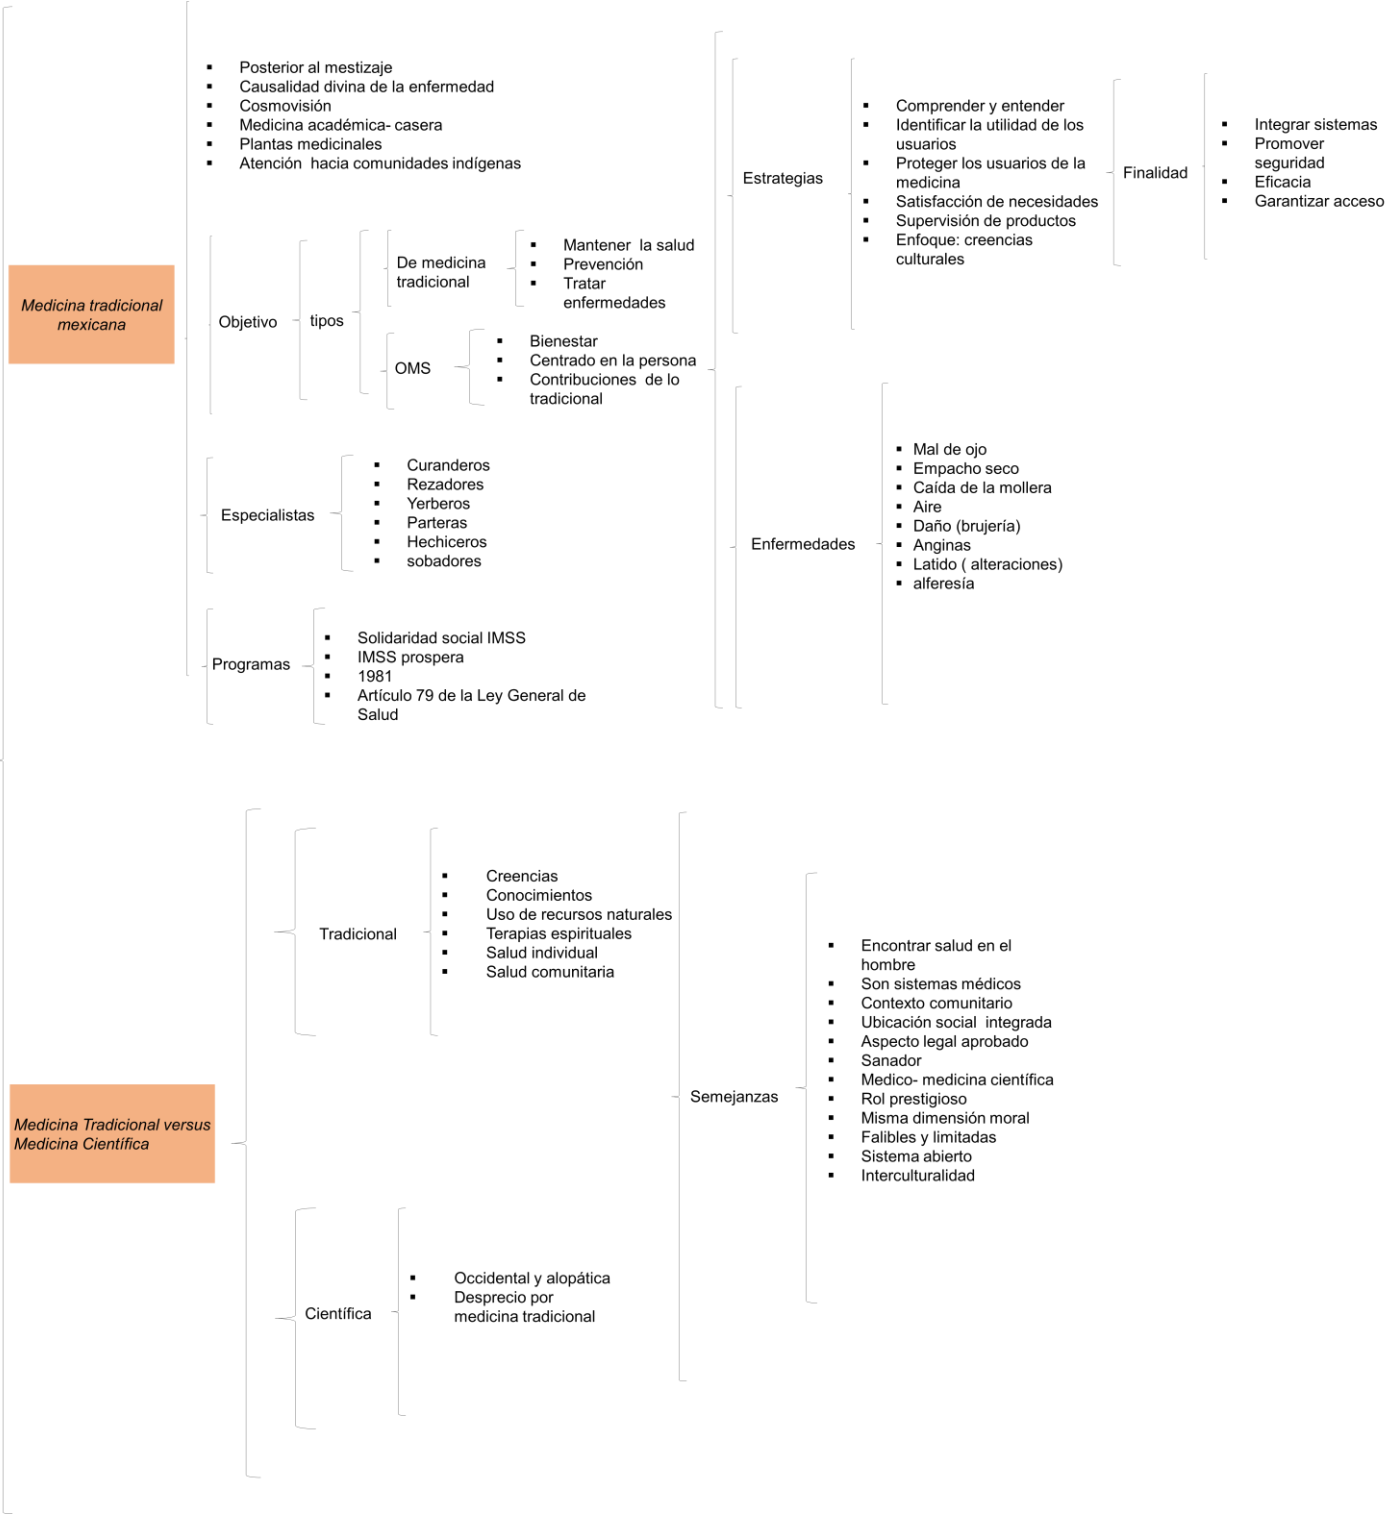 Medicina tradicional
mexicana
Posterior al mestizaje
Causalidad divina de la enfermedad
Cosmovisión
Medicina académica- casera
Plantas medicinales
Atención hacia comunidades indígenas
Objetivo
tipos
De medicina
tradicional
Mantener la salud
Prevención
Tratar
enfermedades
OMS
Bienestar
Centrado en la persona
Contribuciones de lo
tradicional
Especialistas
Curanderos
Rezadores
Yerberos
Parteras
Hechiceros
sobadores
Programas
Solidaridad social IMSS
IMSS prospera
1981
Artículo 79 de la Ley General de
Salud
Estrategias
Comprender y entender
Identificar la utilidad de los
usuarios
Proteger los usuarios de la
medicina
Satisfacción de necesidades
Supervisión de productos
Enfoque: creencias
culturales
Finalidad
Integrar sistemas
Promover
seguridad
Eficacia
Garantizar acceso
Enfermedades
Mal de ojo
Empacho seco
Caída de la mollera
Aire
Daño (brujería)
Anginas
Latido ( alteraciones)
alferesía
Medicina Tradicional versus
Medicina Científica
Tradicional
Creencias
Conocimientos
Uso de recursos naturales
Terapias espirituales
Salud individual
Salud comunitaria
Científica
Occidental y alopática
Desprecio por
medicina tradicional
Semejanzas
Encontrar salud en el
hombre
Son sistemas médicos
Contexto comunitario
Ubicación social integrada
Aspecto legal aprobado
Sanador
Medico- medicina científica
Rol prestigioso
Misma dimensión moral
Falibles y limitadas
Sistema abierto
Interculturalidad